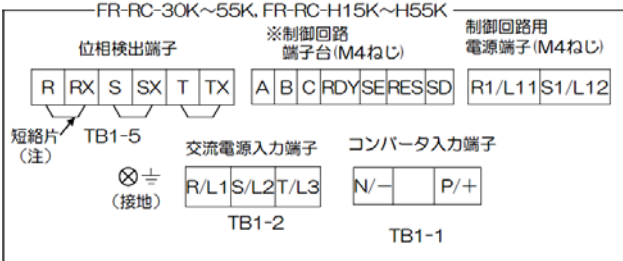 FR-RC-30K～55K, FR-RC-H15K～H55K
位相検出端子
※制御回路
端子台(M4ねじ)
制御回路用
電源端子(M4ねじ)
R RX S SX T TX
A B C RDY SE RES SD
R1/L11 S1/L12
短絡片
(注)
TB1-5
交流電源入力端子
コンバータ入力端子
(接地)
R/L1 S/L2 T/L3
N/− P/+
TB1-2
TB1-1